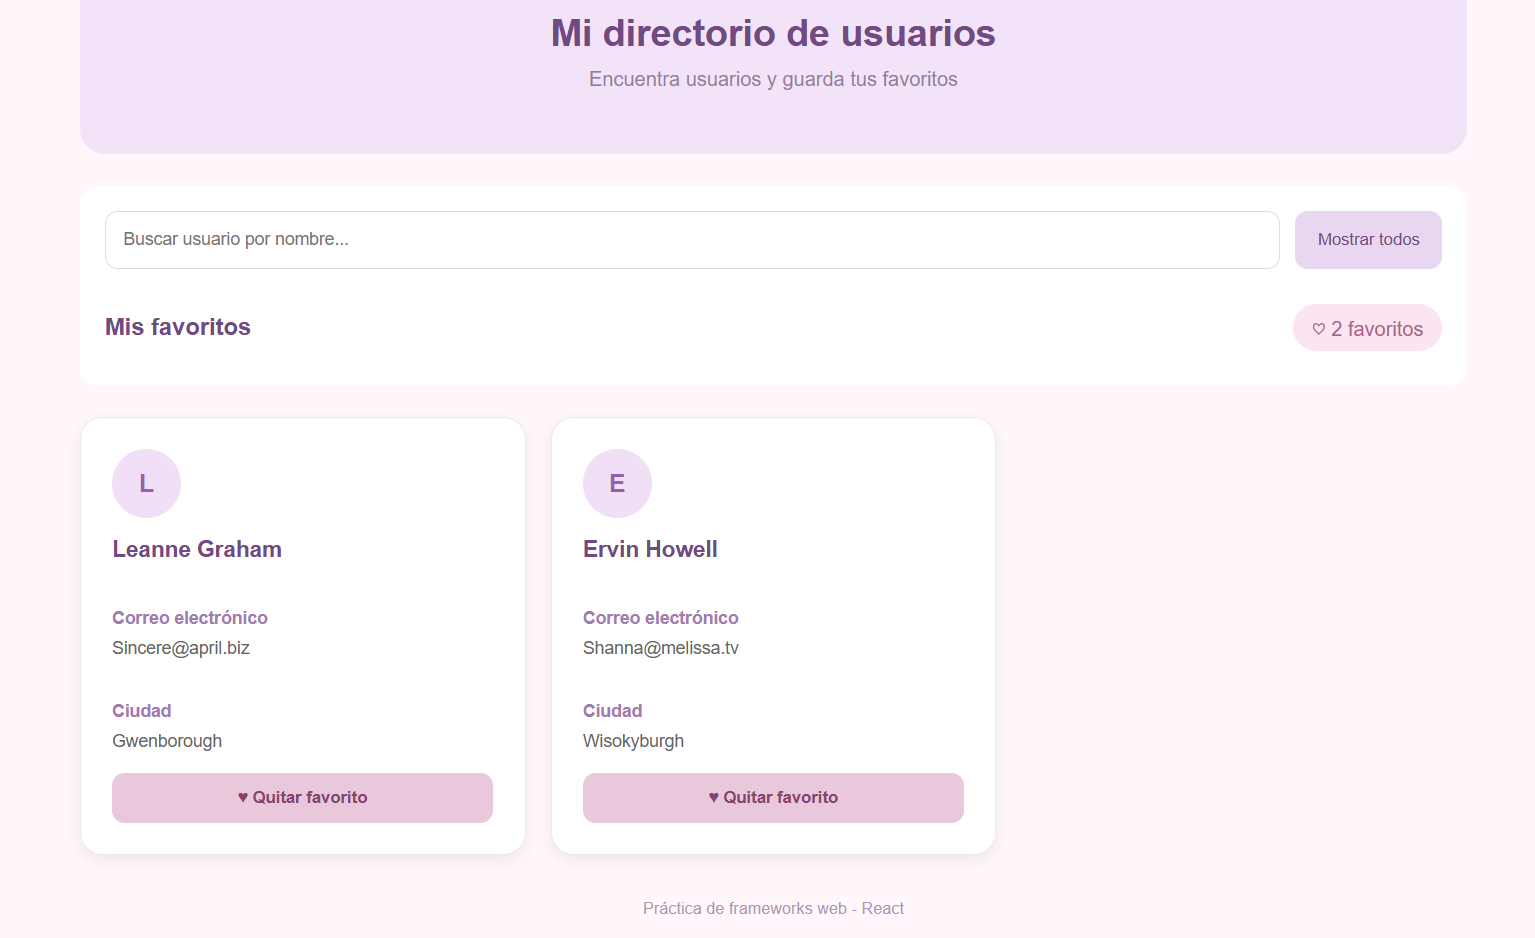 Mi directorio de usuarios
Encuentra usuarios y guarda tus favoritos
Buscar usuario por nombre...
Mostrar todos
Mis favoritos
♡ 2 favoritos
L
Leanne Graham
Correo electrónico
Sincere@april.biz
Ciudad
Gwenborough
♥ Quitar favorito
E
Ervin Howell
Correo electrónico
Shanna@melissa.tv
Ciudad
Wisokyburgh
♥ Quitar favorito
Práctica de frameworks web - React